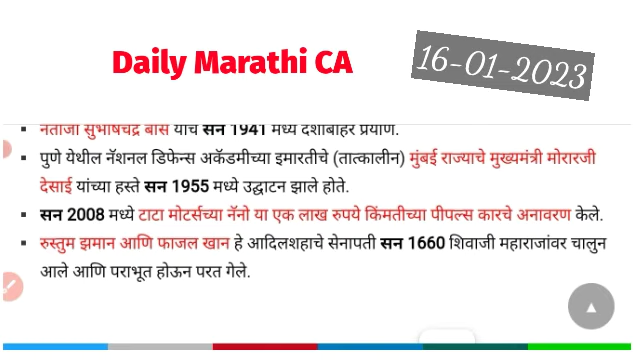 Daily Marathi CA
16-01-2023
नेताजी सुभाषचंद्र बोस यांचे सन 1941 मध्ये देशाबाहेर प्रयाण.
▪ पुणे येथील नॅशनल डिफेन्स अकॅडमीच्या इमारतीचे (तात्कालीन) मुंबई राज्याचे मुख्यमंत्री मोरारजी
देसाई यांच्या हस्ते सन 1955 मध्ये उद्घाटन झाले होते.
▪ सन 2008 मध्ये टाटा मोटर्सच्या नॅनो या एक लाख रुपये किंमतीच्या पीपल्स कारचे अनावरण केले.
▪ रुस्तुम झमान आणि फाजल खान हे आदिलशहाचे सेनापती सन 1660 शिवाजी महाराजांवर चालुन
आले आणि पराभूत होऊन परत गेले.